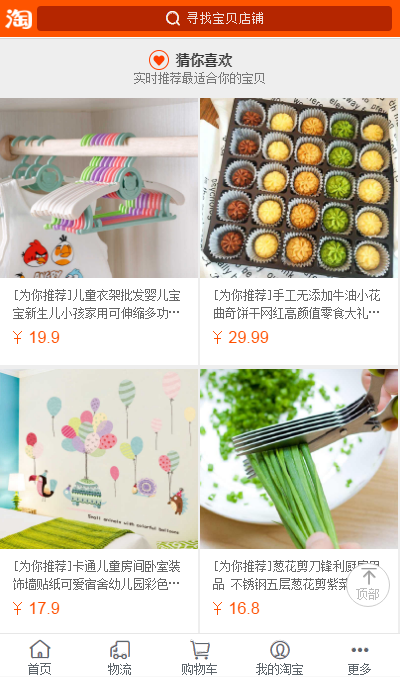 淘
寻找宝贝店铺
猜你喜欢
实时推荐最适合你的宝贝
[为你推荐]儿童衣架批发婴儿宝
宝新生儿小孩家用可伸缩多功…
¥ 19.9
[为你推荐]手工无添加牛油小花
曲奇饼干网红高颜值零食大礼…
¥ 29.99
Small animals with colorful balloons
[为你推荐]卡通儿童房间卧室装
饰墙贴纸可爱宿舍幼儿园彩色…
¥ 17.9
[为你推荐]葱花剪刀锋利厨房用
品 不锈钢五层葱花剪紫菜
¥ 16.8
顶部
首页
物流
购物车
我的淘宝
更多